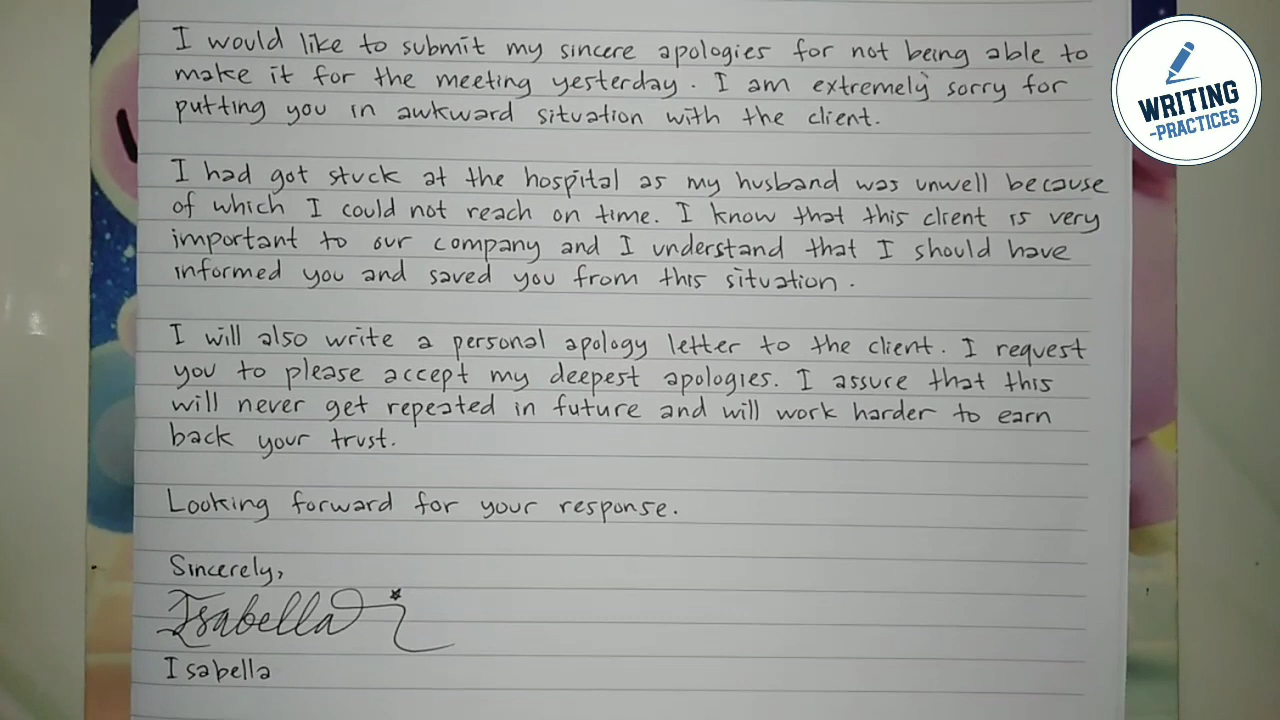 I would like to submit my sincere apologies for not being able to
make it for the meeting yesterday. I am extremely sorry for
putting you in awkward situation with the client.
I had got stuck at the hospital as my husband was unwell because
of which I could not reach on time. I know that this client is very
important to our company and I understand that I should have
informed you and saved you from this situation.
I will also write a personal apology letter to the client. I request
you to please accept my deepest apologies. I assure that this
will never get repeated in future and will work harder to earn
back your trust.
Looking forward for your response.
Sincerely,
Isabella
Isabella
WRITING
-PRACTICES